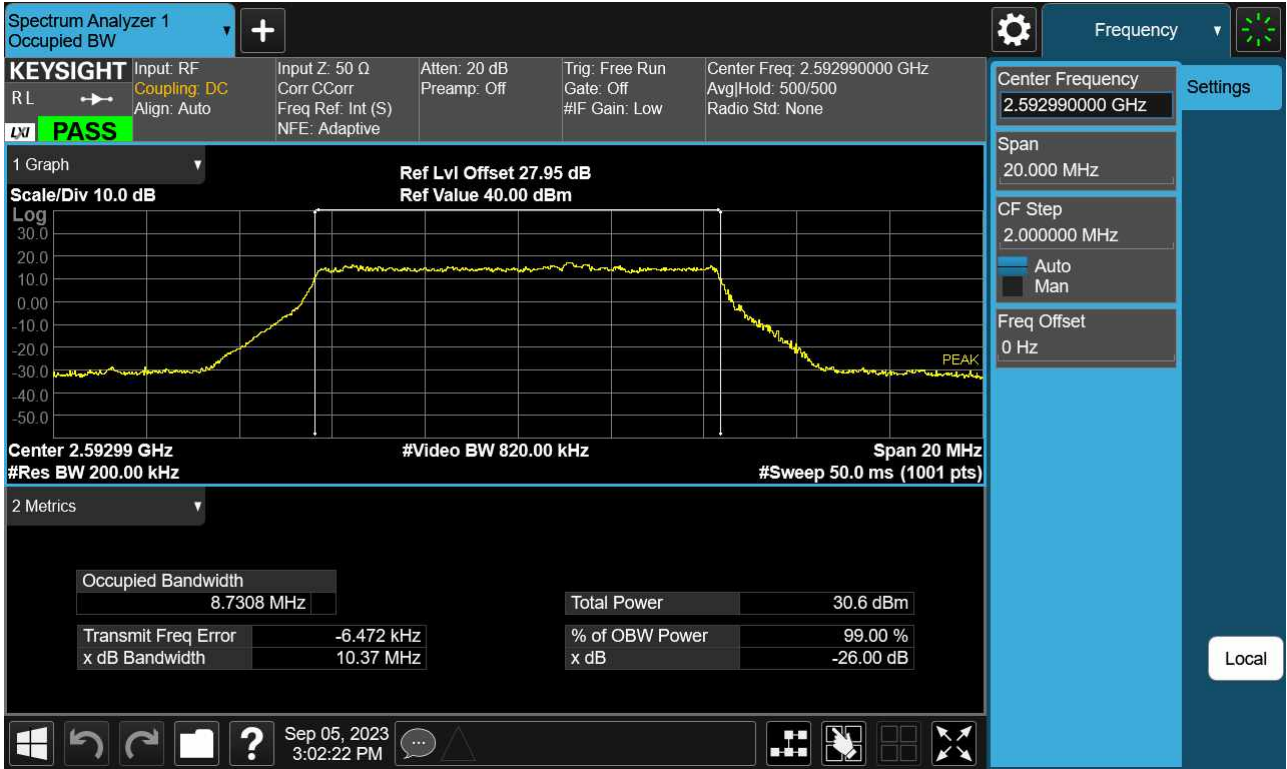 Spectrum Analyzer 1
Occupied BW
Frequency
KEYSIGHT
R L
LXI
PASS
Input: RF
Coupling: DC
Align: Auto
Input Z: 50 Ω
Corr CCorr
Freq Ref: Int (S)
NFE: Adaptive
Atten: 20 dB
Preamp: Off
Trig: Free Run
Gate: Off
#IF Gain: Low
Center Freq: 2.592990000 GHz
Avg|Hold: 500/500
Radio Std: None
Center Frequency
2.592990000 GHz
Settings
Span
20.000 MHz
CF Step
2.000000 MHz
Auto
Man
Freq Offset
0 Hz
Local
1 Graph
Scale/Div 10.0 dB
Ref Lvl Offset 27.95 dB
Ref Value 40.00 dBm
Log
30.0
20.0
10.0
0.00
-10.0
-20.0
-30.0
-40.0
-50.0
PEAK
Center 2.59299 GHz
#Video BW 820.00 kHz
Span 20 MHz
#Res BW 200.00 kHz
#Sweep 50.0 ms (1001 pts)
2 Metrics
Occupied Bandwidth
8.7308 MHz
Total Power 30.6 dBm
Transmit Freq Error -6.472 kHz
% of OBW Power 99.00 %
x dB Bandwidth 10.37 MHz
x dB -26.00 dB
?
Sep 05, 2023
3:02:22 PM